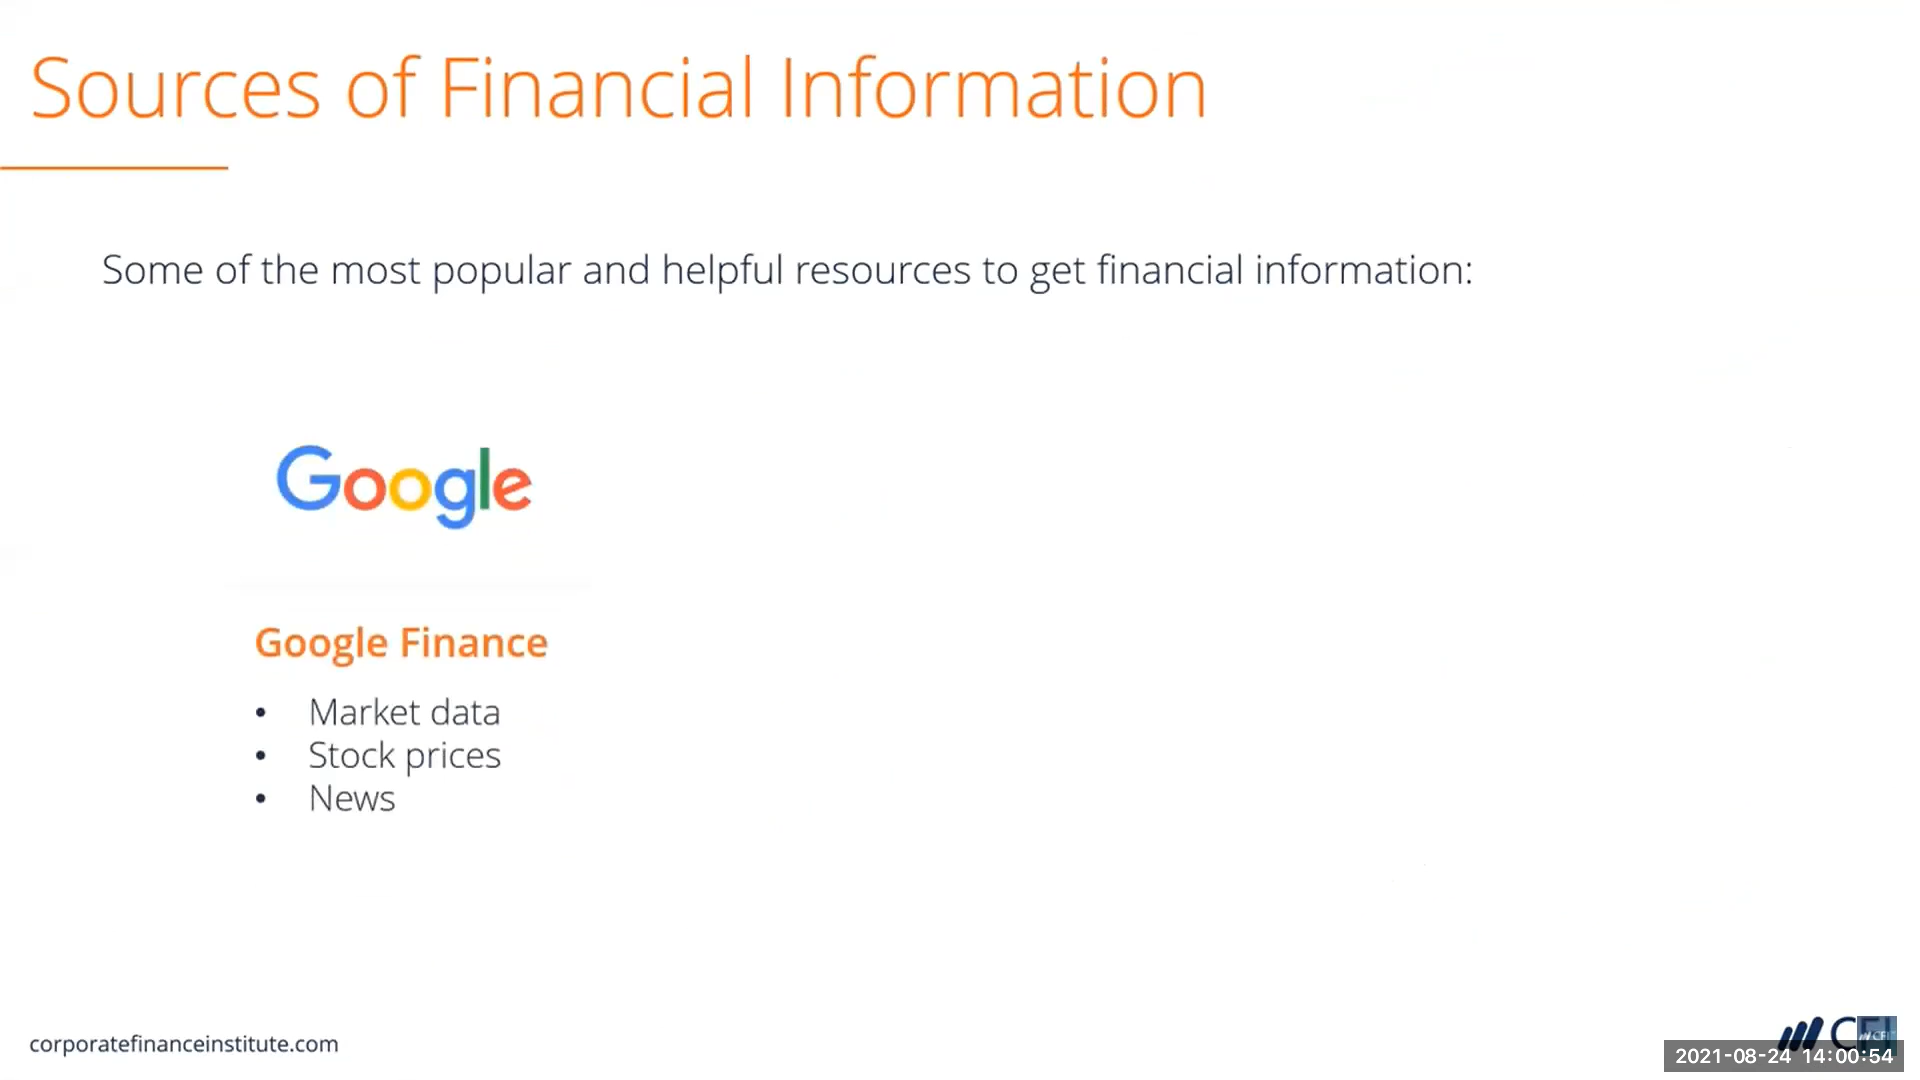 Sources of Financial Information
Some of the most popular and helpful resources to get financial information:
Google
Google Finance
• Market data
• Stock prices
• News
corporatefinanceinstitute.com
CFI
2021-08-24 14:00:54